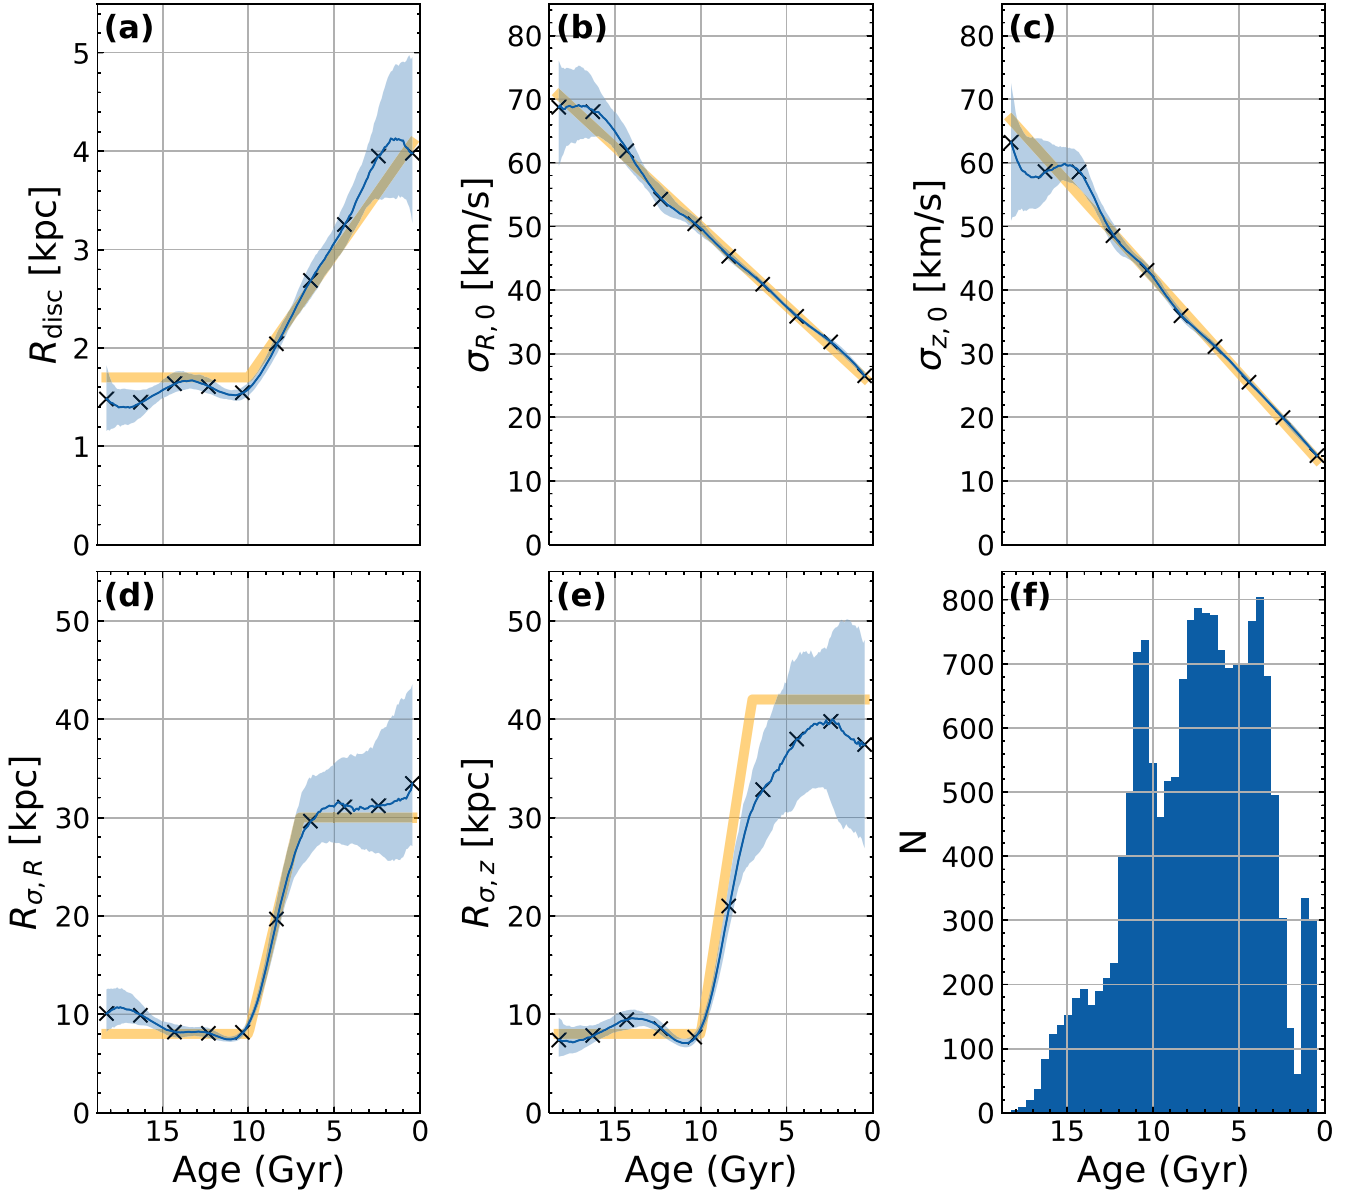 (a)
5
4
3
2
1
0
R_disc [kpc]
(b)
80
70
60
50
40
30
20
10
0
σ_R, 0 [km/s]
(c)
80
70
60
50
40
30
20
10
0
σ_z, 0 [km/s]
(d)
50
40
30
20
10
0
R_σ, R [kpc]
15 10 5 0
Age (Gyr)
(e)
50
40
30
20
10
0
R_σ, z [kpc]
15 10 5 0
Age (Gyr)
(f)
800
700
600
500
400
300
200
100
0
N
15 10 5 0
Age (Gyr)